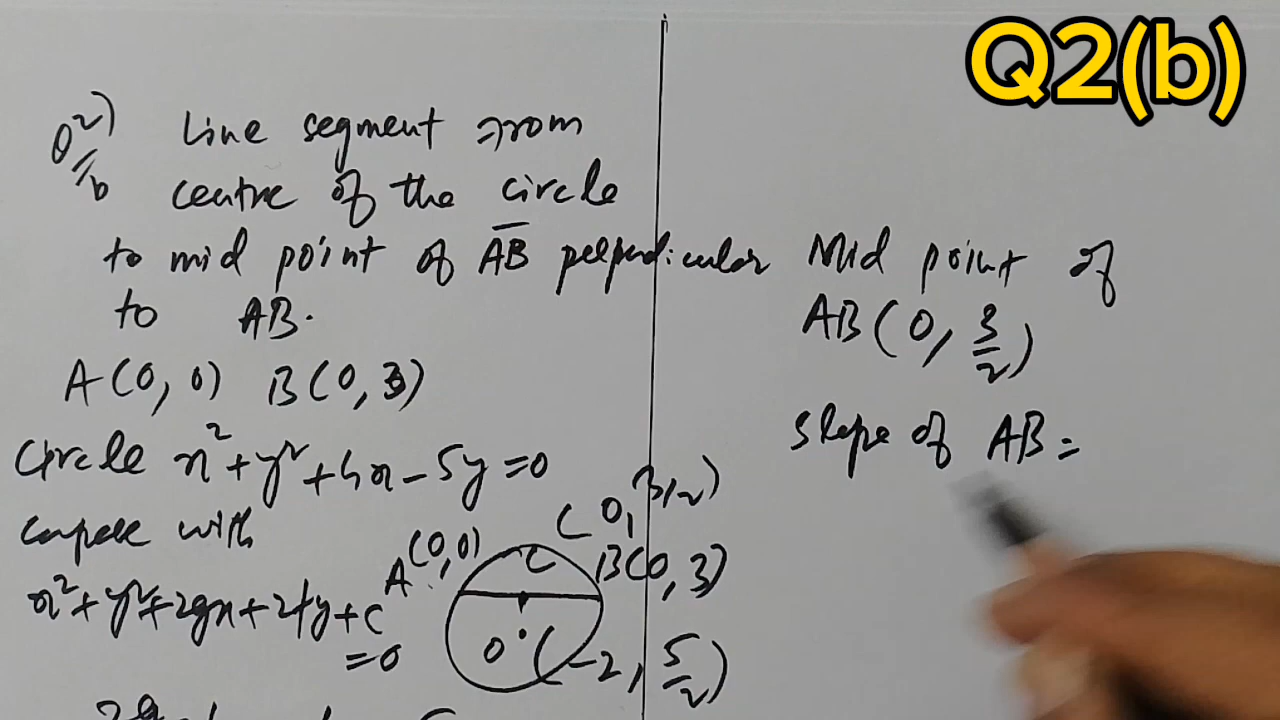 Q2(b)
Q2) Line segment from
b centre of the circle
to mid point of AB perpendicular
to AB.
A(0, 0) B(0, 3)
Circle x²+y²+4x-5y=0
with
x²+y²+2gx+2fy+c
=0
A(0,0)
C(0, 3/2)
C
B(0, 3)
O (-2, 5/2)
Mid point of
AB(0, 3/2)
slope of AB=